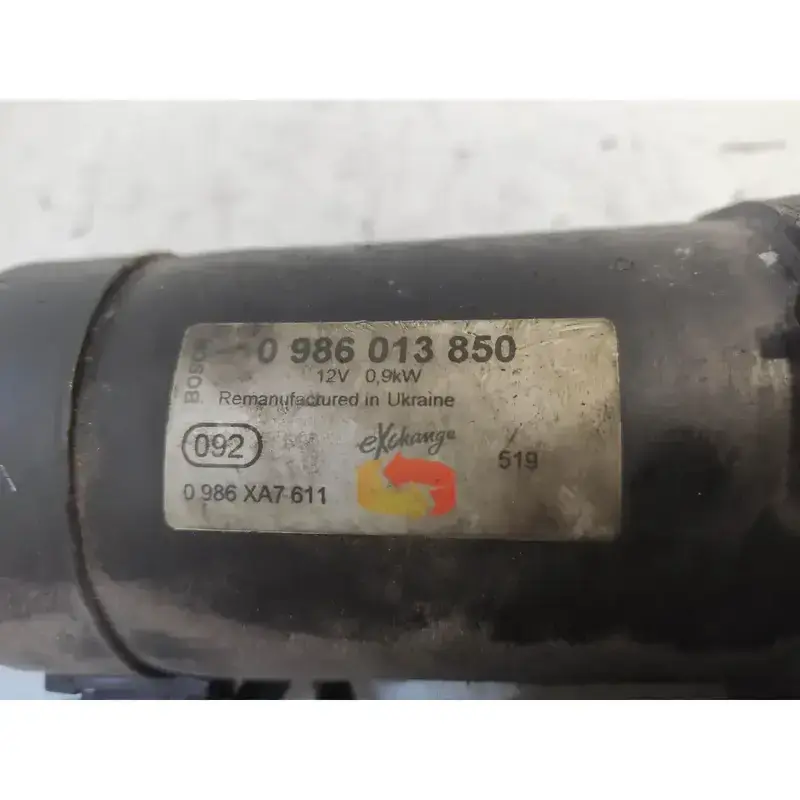 BOSCH
0 986 013 850
12V 0,9kW
Remanufactured in Ukraine
092
eXchange
519
0 986 XA7 611